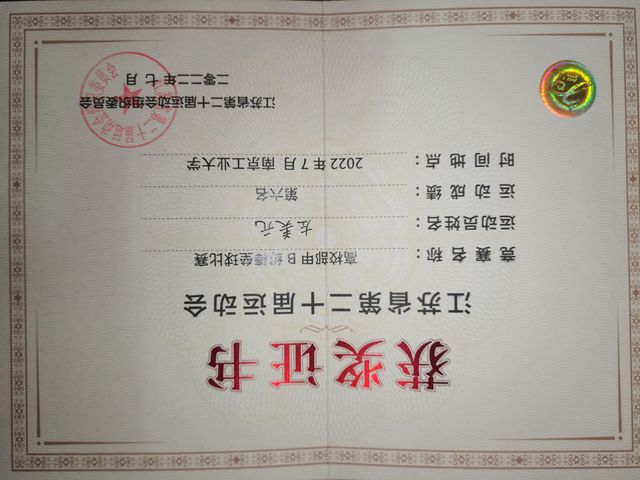 获奖证书
江苏省第二十届运动会
竞赛名称：高校部甲B组棒垒球比赛
运动员姓名：左美元
运动成绩：第六名
时间地点：2022年7月 南京工业大学
江苏省第二十届运动会组织委员会
二零二二年七月